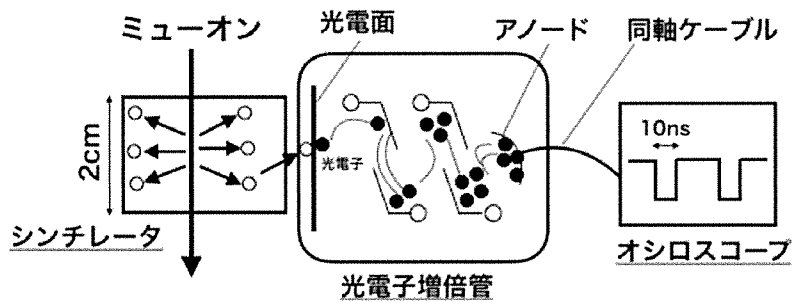 ミューオン
光電面
アノード
同軸ケーブル
2cm
光電子
10ns
シンチレータ
オシロスコープ
光電子増倍管